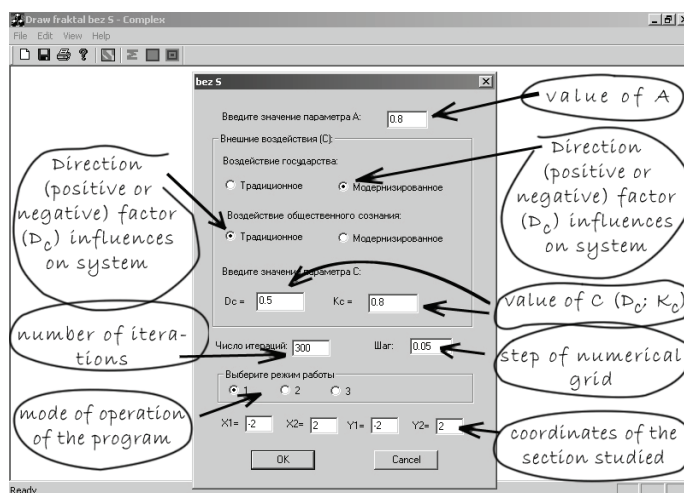 Draw fraktal bez S - Complex
File Edit View Help
bez S
Введите значение параметра A: 0.8
value of A
Внешние воздействия (C):
Воздействие государства:
Традиционное Модернизированное
Direction
(positive or
negative) factor
(Dc) influences
on system
Direction
(positive or
negative) factor
(Dc) influences
on system
Воздействие общественного сознания:
Традиционное Модернизированное
Введите значение параметра C:
Dc = 0.5 Kc = 0.8
value of C (Dc; Kc)
number of itera-
tions
Число итераций: 300 Шаг: 0.05
step of numerical
grid
Выберите режим работы
1 2 3
mode of operation
of the program
X1= -2 X2= 2 Y1= -2 Y2= 2
coordinates of the
section studied
OK Cancel
Ready